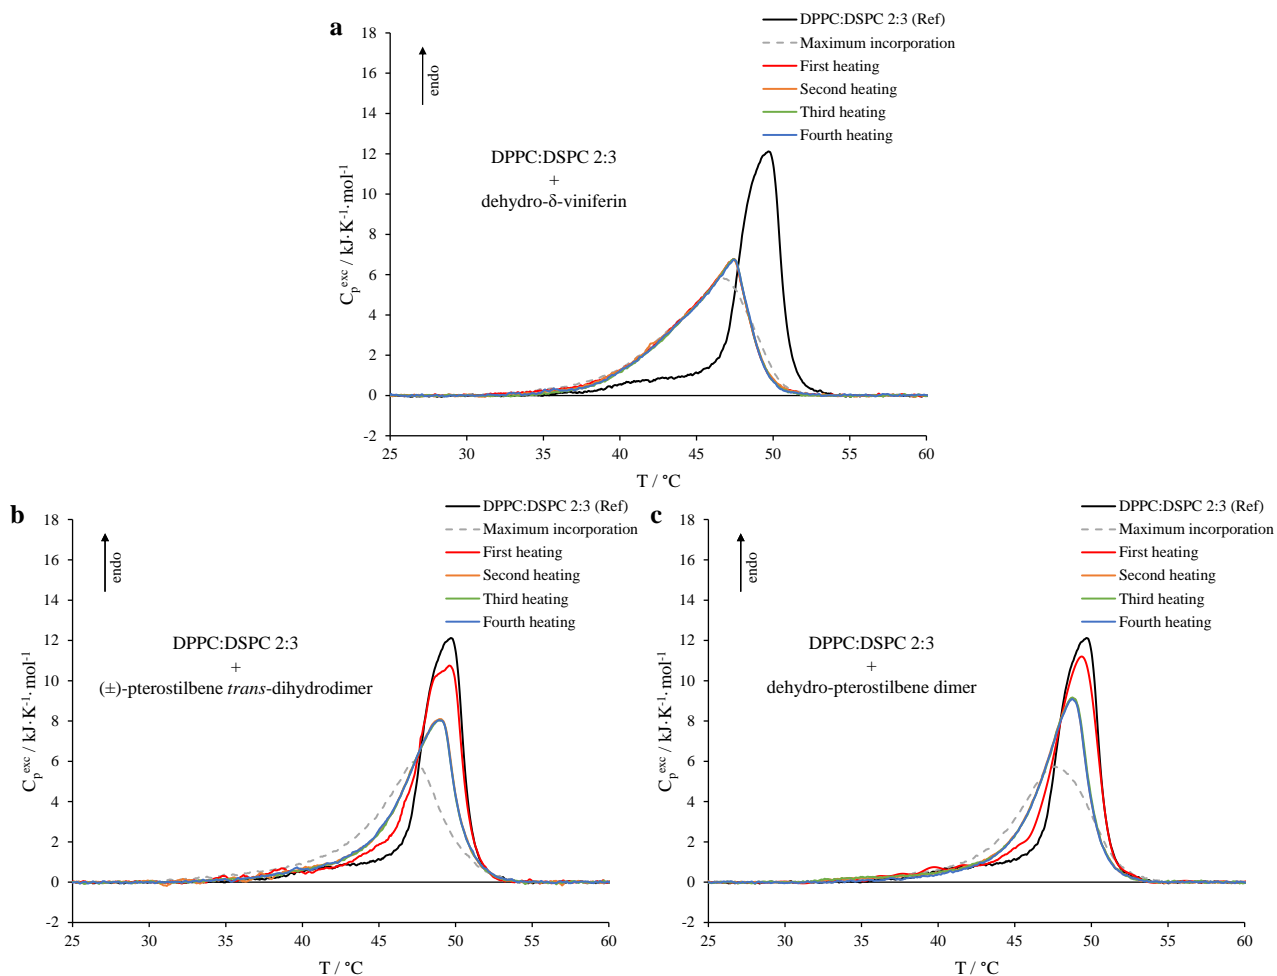 a
DPPC:DSPC 2:3 (Ref)
Maximum incorporation
First heating
Second heating
Third heating
Fourth heating
endo
DPPC:DSPC 2:3
+
dehydro-δ-viniferin
18
16
14
12
10
8
6
4
2
0
-2
Cp^exc / kJ·K⁻¹·mol⁻¹
25 30 35 40 45 50 55 60
T / °C
b
DPPC:DSPC 2:3 (Ref)
Maximum incorporation
First heating
Second heating
Third heating
Fourth heating
endo
DPPC:DSPC 2:3
+
(±)-pterostilbene trans-dihydrodimer
18
16
14
12
10
8
6
4
2
0
-2
Cp^exc / kJ·K⁻¹·mol⁻¹
25 30 35 40 45 50 55 60
T / °C
c
DPPC:DSPC 2:3 (Ref)
Maximum incorporation
First heating
Second heating
Third heating
Fourth heating
endo
DPPC:DSPC 2:3
+
dehydro-pterostilbene dimer
18
16
14
12
10
8
6
4
2
0
-2
Cp^exc / kJ·K⁻¹·mol⁻¹
25 30 35 40 45 50 55 60
T / °C